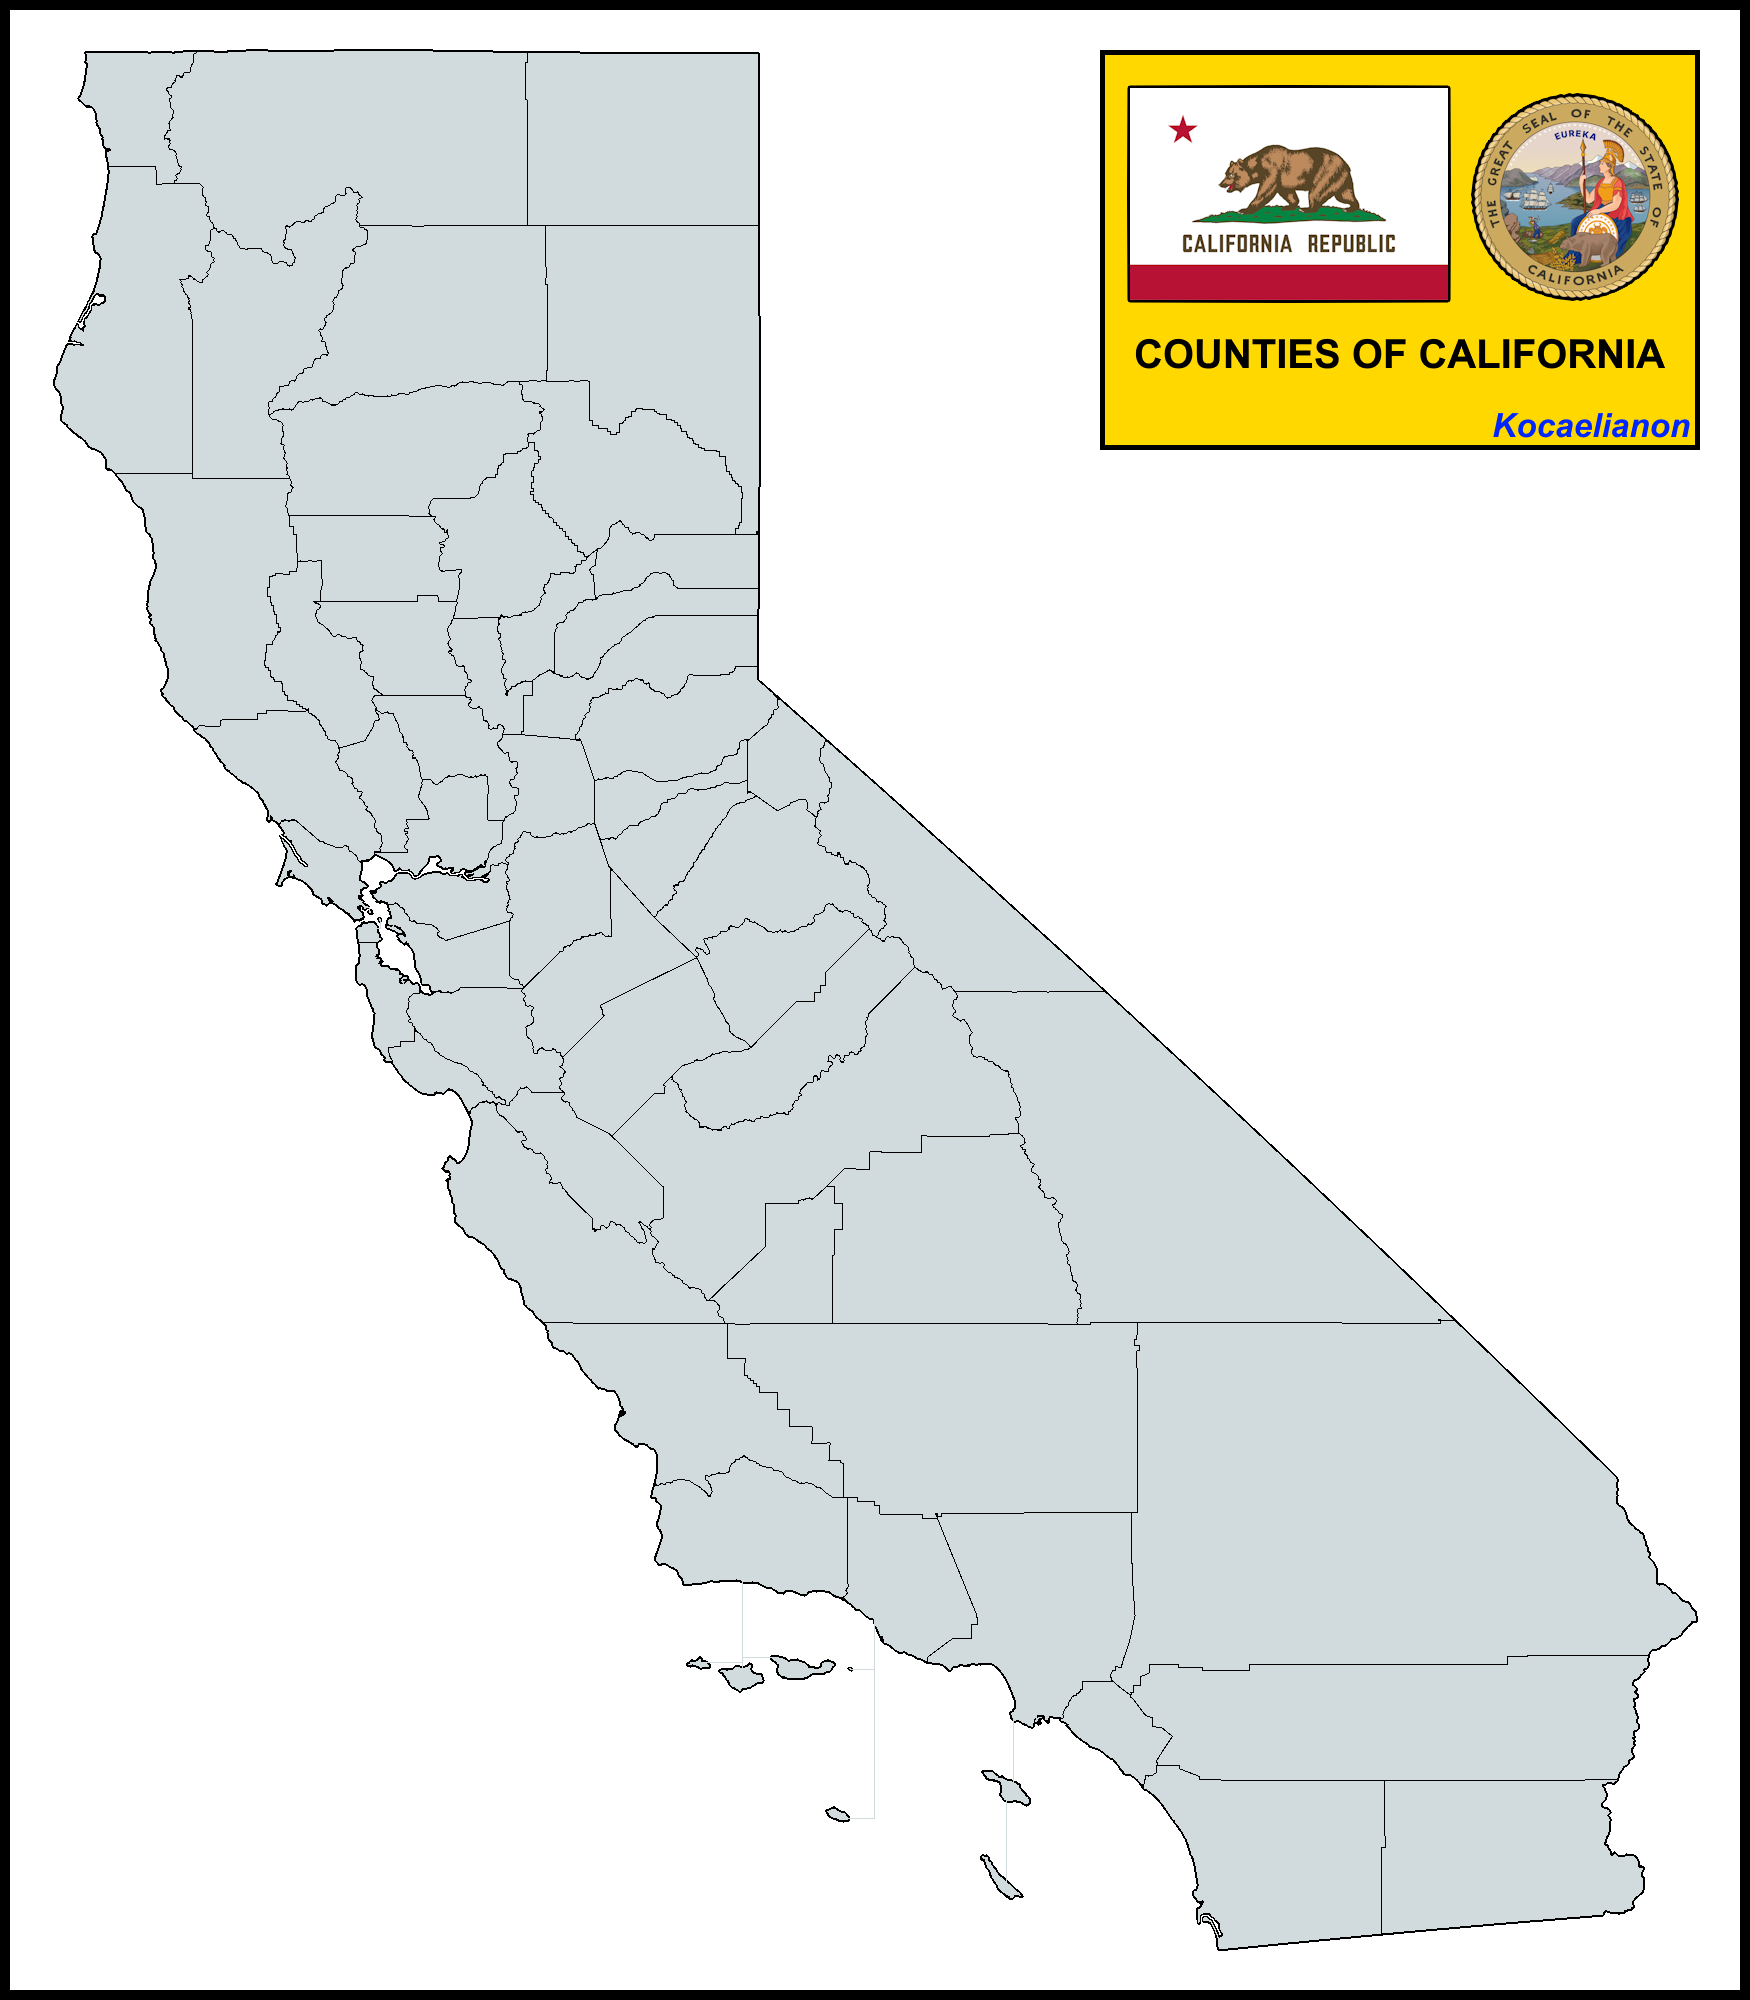 CALIFORNIA REPUBLIC
THE GREAT SEAL OF THE STATE OF CALIFORNIA
EUREKA
COUNTIES OF CALIFORNIA
Kocaelianon